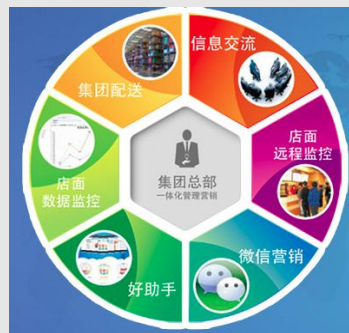 信息交流
集团配送
店面
远程监控
集团总部
一体化管理营销
店面
数据监控
微信营销
好助手